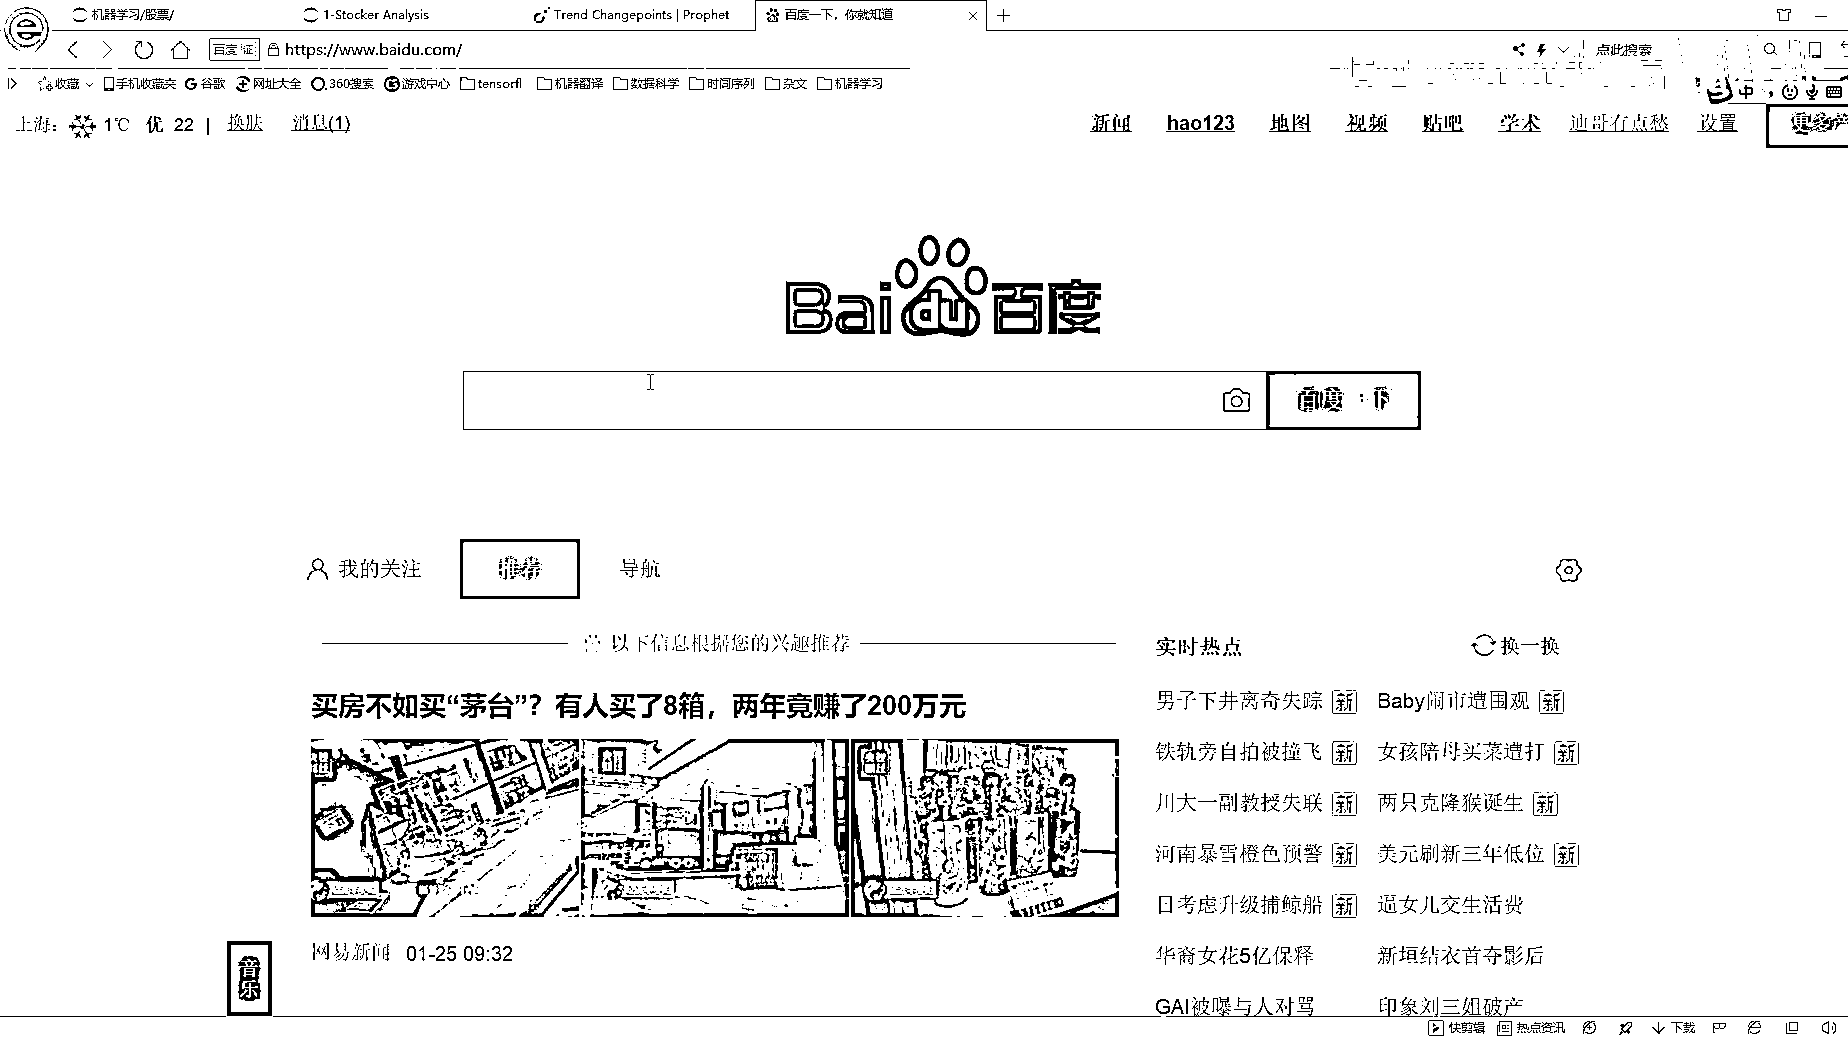 机器学习/股票/
1-Stocker Analysis
Trend Changepoints | Prophet
百度一下，你就知道
百度 证
https://www.baidu.com/
点此搜索
收藏
手机收藏夹
谷歌
网址大全
360搜索
游戏中心
tensorfl
机器翻译
数据科学
时间序列
杂文
机器学习
中
上海： 1℃ 优 22 | 换肤 消息(1)
新闻 hao123 地图 视频 贴吧 学术 迪哥有点愁 设置 更多产
Bai du 百度
百度一下
我的关注 推荐 导航
以下信息根据您的兴趣推荐
买房不如买“茅台”？有人买了8箱，两年竟赚了200万元
网易新闻 01-25 09:32
音乐
实时热点 换一换
男子下井离奇失踪 新 Baby闹市遭围观 新
铁轨旁自拍被撞飞 新 女孩陪母买菜遭打 新
川大一副教授失联 新 两只克隆猴诞生 新
河南暴雪橙色预警 新 美元刷新三年低位 新
日考虑升级捕鲸船 新 逼女儿交生活费
华裔女花5亿保释 新垣结衣首夺影后
GAI被曝与人对骂 印象刘三姐破产
快剪辑 热点资讯 下载